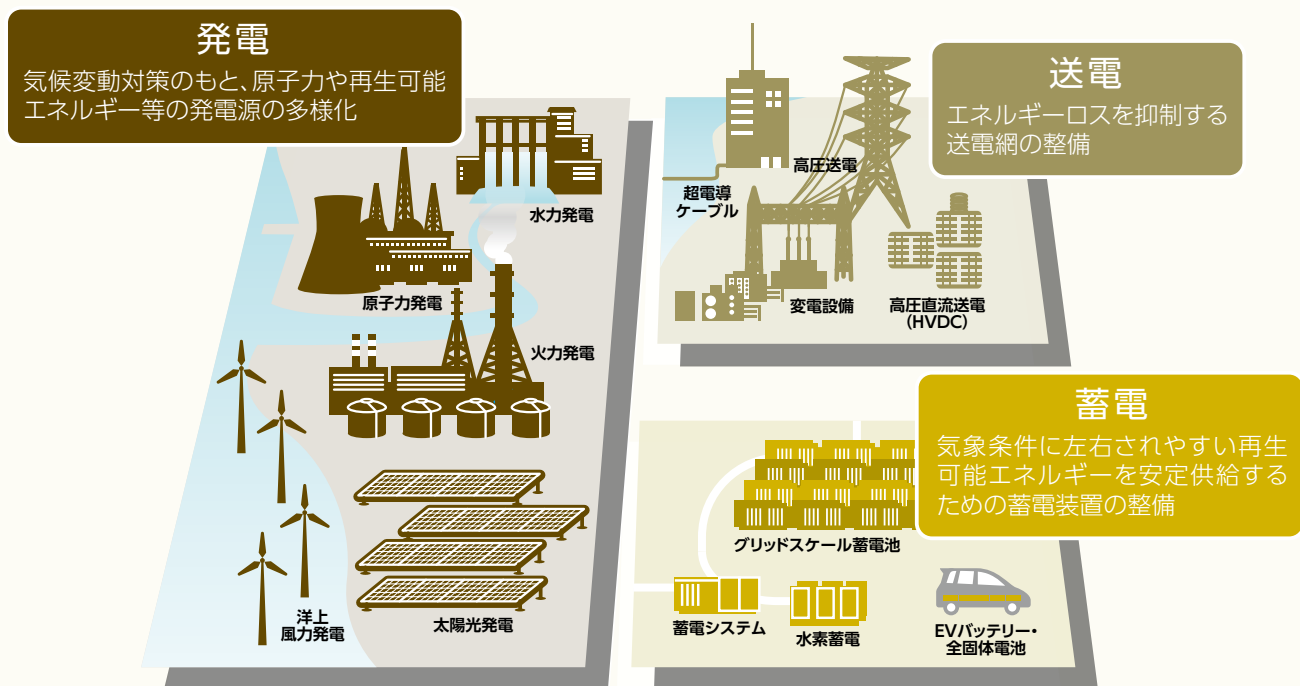 発電
気候変動対策のもと、原子力や再生可能
エネルギー等の発電源の多様化
水力発電
原子力発電
火力発電
洋上
風力発電
太陽光発電
送電
エネルギーロスを抑制する
送電網の整備
高圧送電
超電導
ケーブル
変電設備
高圧直流送電
(HVDC)
蓄電
気象条件に左右されやすい再生
可能エネルギーを安定供給する
ための蓄電装置の整備
グリッドスケール蓄電池
蓄電システム
水素蓄電
EVバッテリー・
全固体電池